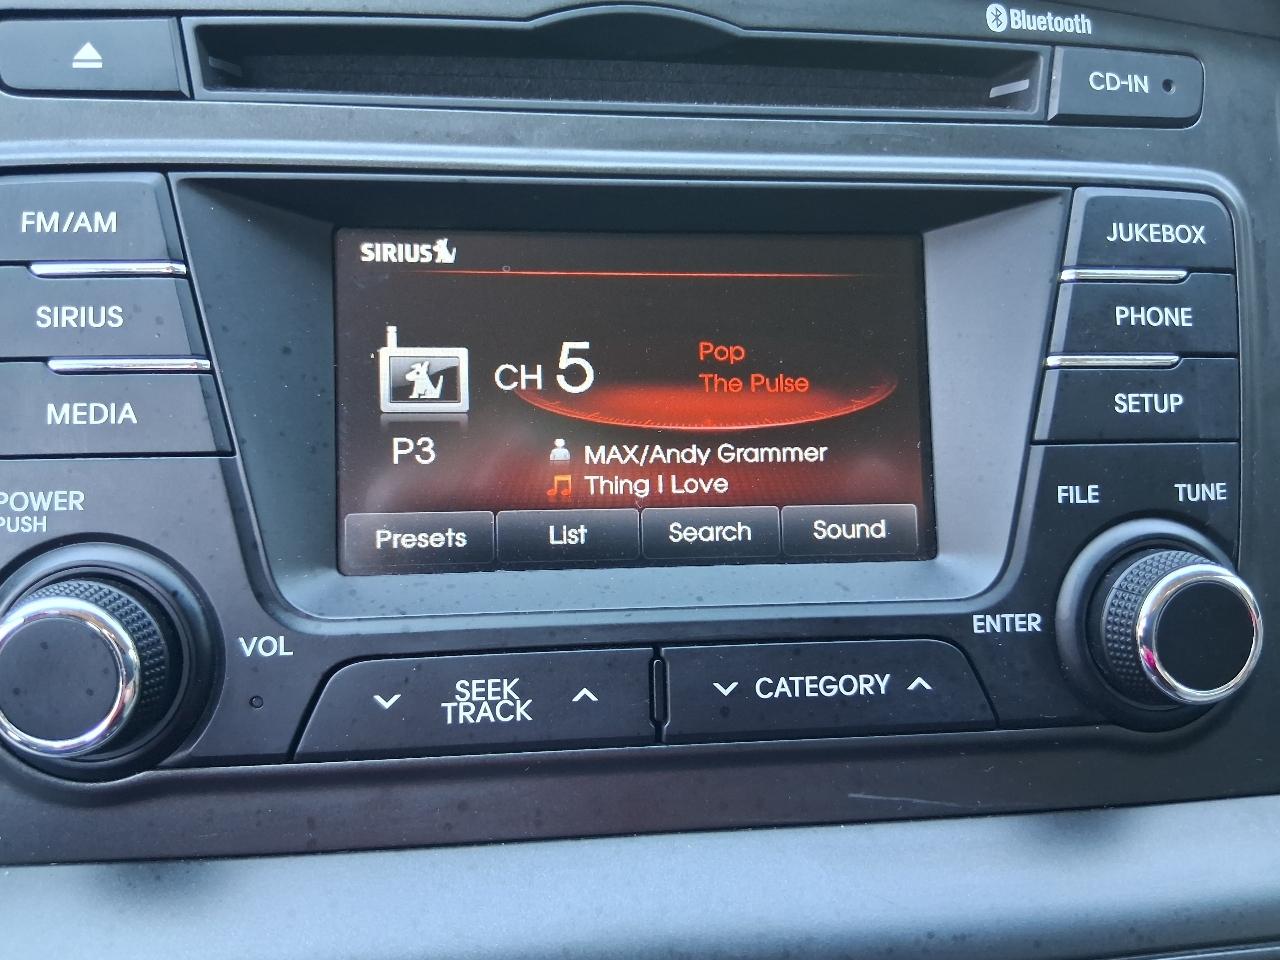 Bluetooth
CD-IN
FM/AM
SIRIUS
MEDIA
POWER
PUSH
VOL
SIRIUS
CH 5
Pop
The Pulse
P3
MAX/Andy Grammer
Thing I Love
Presets List Search Sound
JUKEBOX
PHONE
SETUP
FILE TUNE
ENTER
SEEK
TRACK
CATEGORY